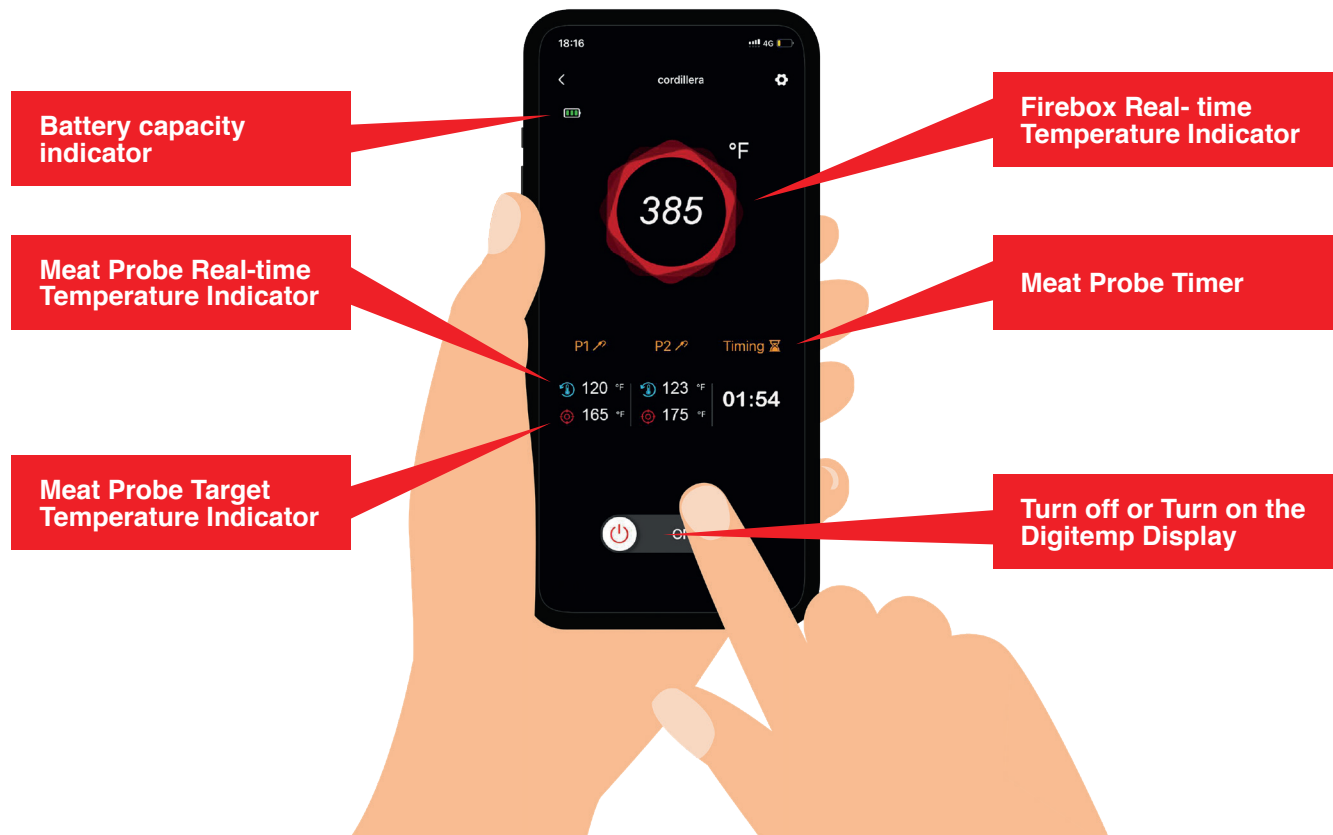 18:16
4G
cordillera
Battery capacity
indicator
Firebox Real- time
Temperature Indicator
°F
385
Meat Probe Real-time
Temperature Indicator
Meat Probe Timer
P1
P2
Timing
120 °F
123 °F
01:54
165 °F
175 °F
Meat Probe Target
Temperature Indicator
Turn off or Turn on the
Digitemp Display